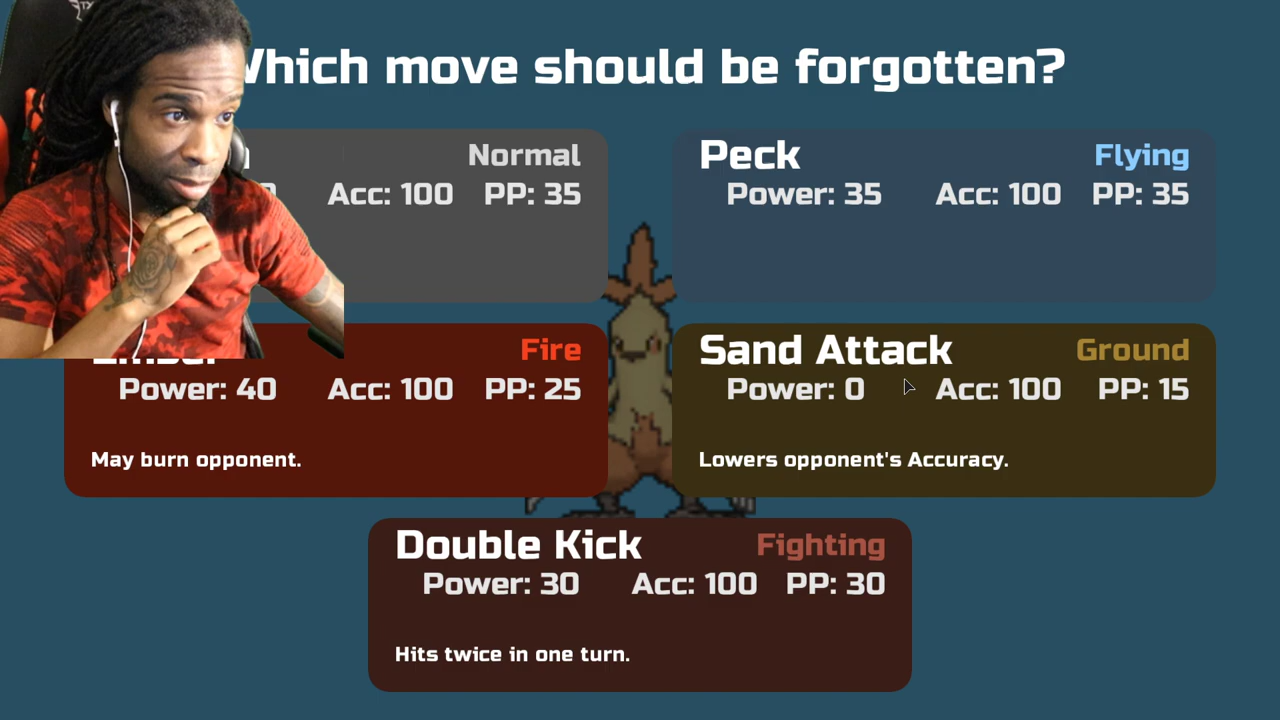 Which move should be forgotten?
Normal
Acc: 100 PP: 35
Peck Flying
Power: 35 Acc: 100 PP: 35
Fire
Power: 40 Acc: 100 PP: 25
May burn opponent.
Sand Attack Ground
Power: 0 Acc: 100 PP: 15
Lowers opponent's Accuracy.
Double Kick Fighting
Power: 30 Acc: 100 PP: 30
Hits twice in one turn.